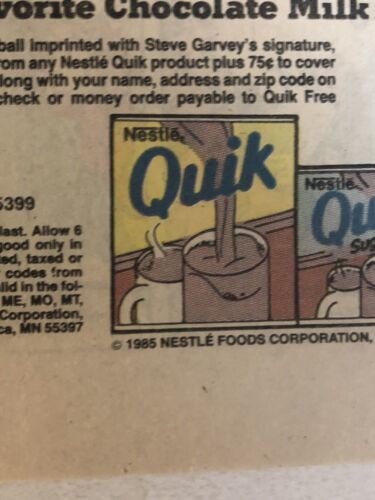 vorite Chocolate Milk
ball imprinted with Steve Garvey's signature,
rom any Nestlé Quik product plus 75¢ to cover
long with your name, address and zip code on
check or money order payable to Quik Free
5399
last. Allow 6
good only in
ed, taxed or
codes from
lid in the fol-
ME, MO, MT,
Corporation,
ca, MN 55397
Nestlé
Quik
Nestlé
Qu
SUG
© 1985 NESTLÉ FOODS CORPORATION,